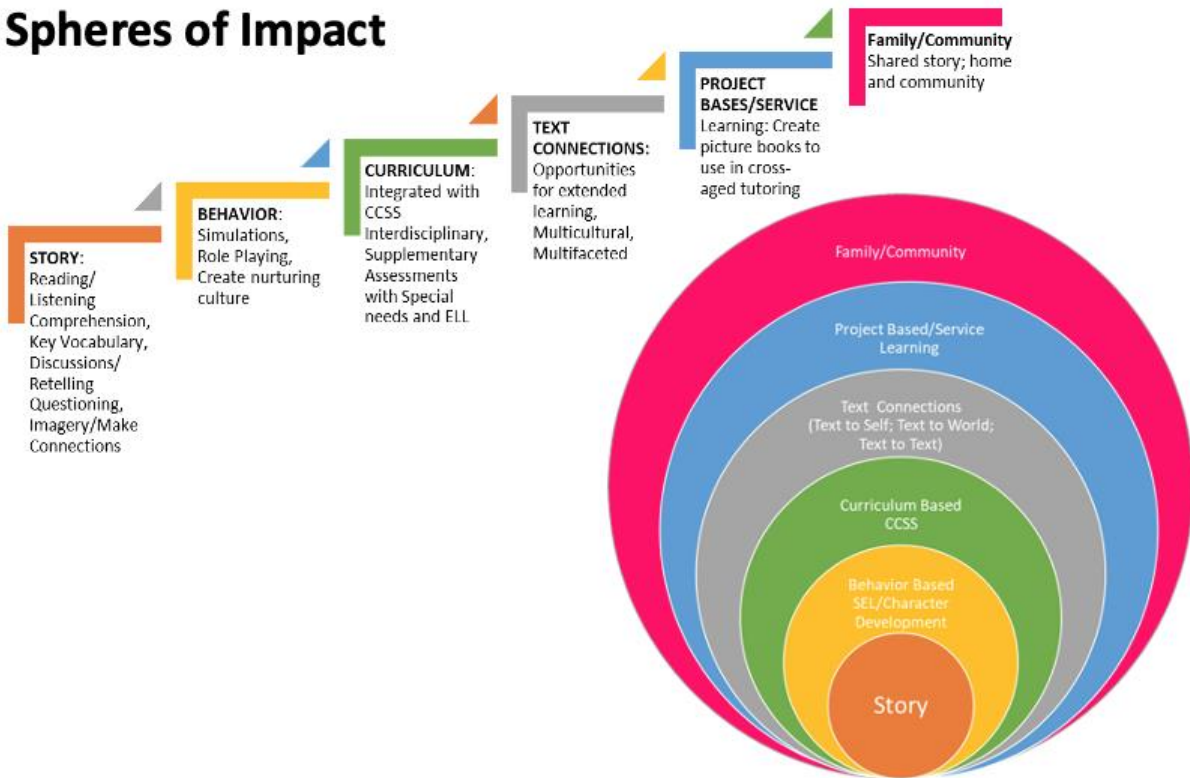 Spheres of Impact
STORY:
Reading/
Listening
Comprehension,
Key Vocabulary,
Discussions/
Retelling
Questioning,
Imagery/Make
Connections
BEHAVIOR:
Simulations,
Role Playing,
Create nurturing
culture
CURRICULUM:
Integrated with
CCSS
Interdisciplinary,
Supplementary
Assessments
with Special
needs and ELL
TEXT
CONNECTIONS:
Opportunities
for extended
learning,
Multicultural,
Multifaceted
PROJECT
BASES/SERVICE
Learning: Create
picture books to
use in cross-
aged tutoring
Family/Community
Shared story; home
and community
Family/Community
Project Based/Service
Learning
Text Connections
(Text to Self; Text to World;
Text to Text)
Curriculum Based
CCSS
Behavior Based
SEL/Character
Development
Story